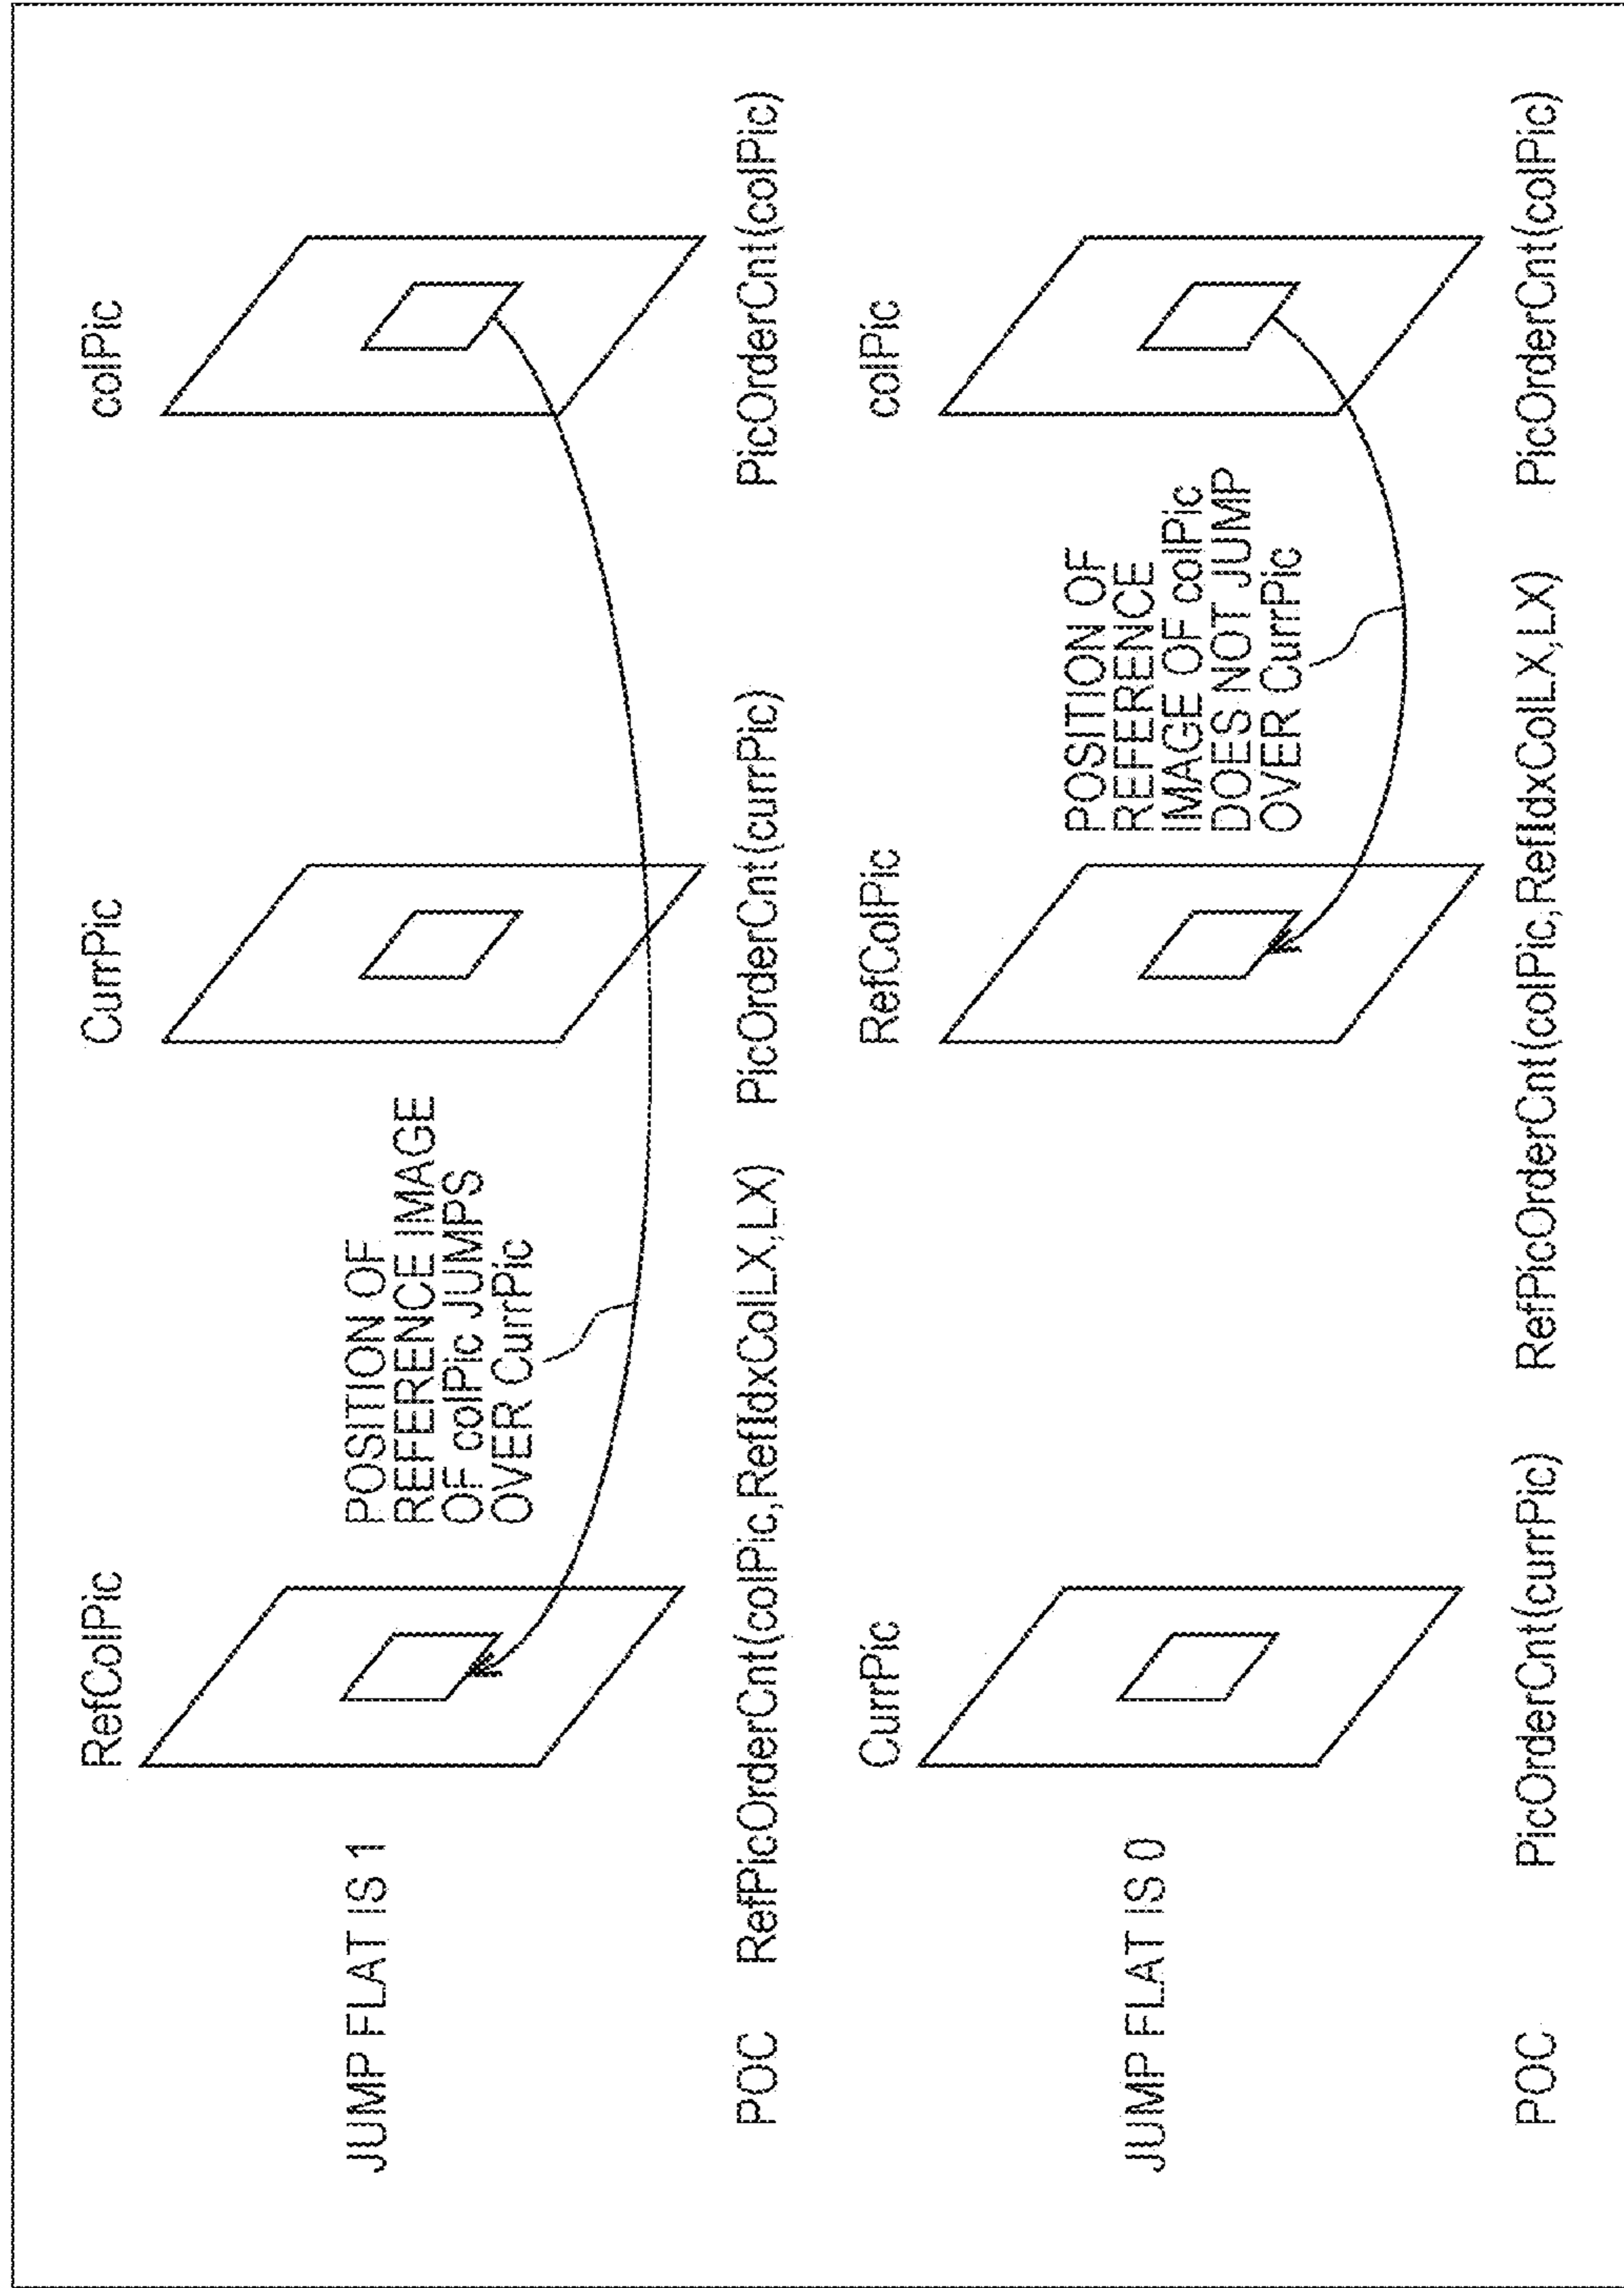 RefColPic
CurrPic
colPic
JUMP FLAT IS 1
POSITION OF
REFERENCE IMAGE
OF colPic JUMPS
OVER CurrPic
POC
RefPicOrderCnt(colPic,RefIdxColLX,LX)
PicOrderCnt(currPic)
PicOrderCnt(colPic)
CurrPic
RefColPic
colPic
JUMP FLAT IS 0
POSITION OF
REFERENCE
IMAGE OF colPic
DOES NOT JUMP
OVER CurrPic
POC
PicOrderCnt(currPic)
RefPicOrderCnt(colPic,RefIdxColLX,LX)
PicOrderCnt(colPic)